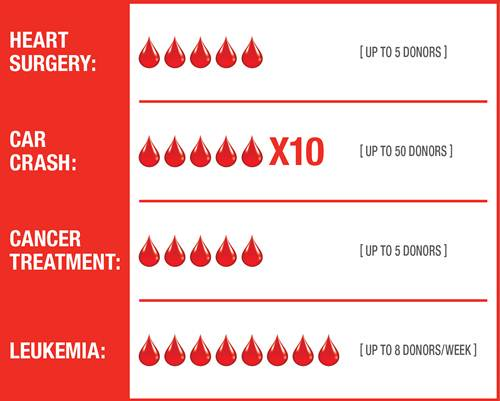 HEART
SURGERY:
[ UP TO 5 DONORS ]
CAR
CRASH:
X10
[ UP TO 50 DONORS ]
CANCER
TREATMENT:
[ UP TO 5 DONORS ]
LEUKEMIA:
[ UP TO 8 DONORS/WEEK ]